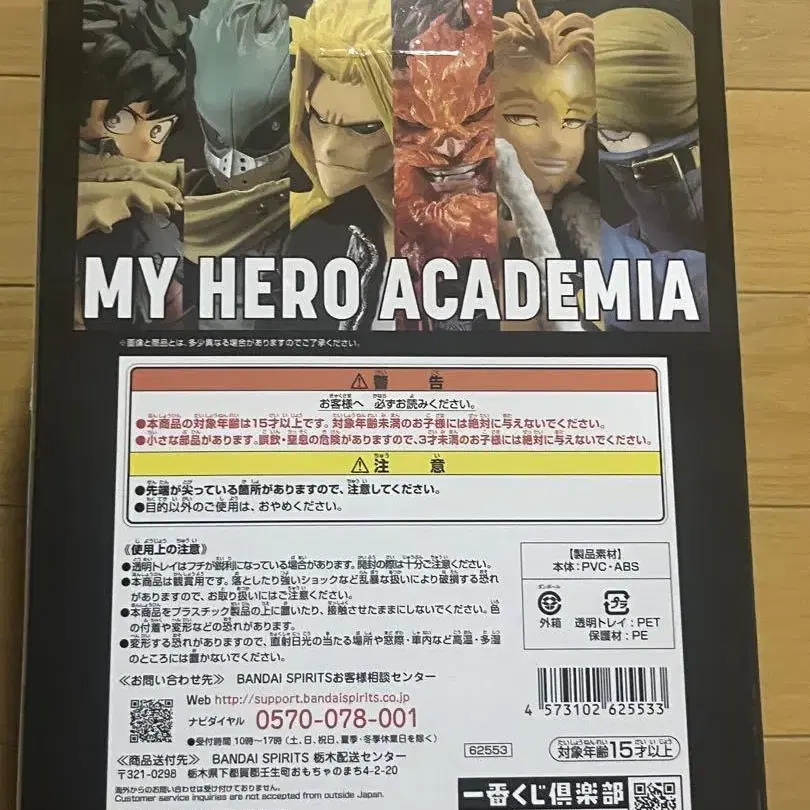 MY HERO ACADEMIA
※画像と商品とは、多少異なる場合がありますのでご了承ください。
⚠警告
お客様へ 必ずお読みください。
●本商品の対象年齢は15才以上です。対象年齢未満のお子様には絶対に与えないでください。
●小さな部品があります。誤飲・窒息の危険がありますので、3才未満のお子様には絶対に与えないでください。
⚠注意
●先端が尖っている箇所がありますので、注意してください。
●目的以外のご使用は、おやめください。
《使用上の注意》
●透明トレイはフチが鋭利になっている場合があります。開封の際は十分ご注意ください。
●本商品は観賞用です。落としたり強いショックなど乱暴な扱いにより破損する恐れ
がありますので、お取り扱いにはご注意ください。
●本商品をプラスチック製品の上に置いたり、接触させたままにしないでください。色
の付着や変形などの恐れがあります。
●変形する恐れがありますので、直射日光の当たる場所や窓際・車内など高温・多湿
のところには置かないでください。
【製品素材】
本体:PVC・ABS
ダンボール
外箱
プラ
透明トレイ:PET
保護材:PE
≪お問い合わせ先≫ BANDAI SPIRITSお客様相談センター
Web http://support.bandaispirits.co.jp
ナビダイヤル 0570-078-001
●受付時間 10時〜17時(土、日、祝日、夏季・冬季休業日を除く)
≪商品送付先≫ BANDAI SPIRITS 栃木配送センター
〒321-0298 栃木県下都賀郡壬生町おもちゃのまち4-2-20
海外からのお問い合わせは受け付けておりません。
Customer service inquiries are not accepted from outside Japan.
4 573102 625533
62553
対象年齢15才以上
一番くじ倶楽部